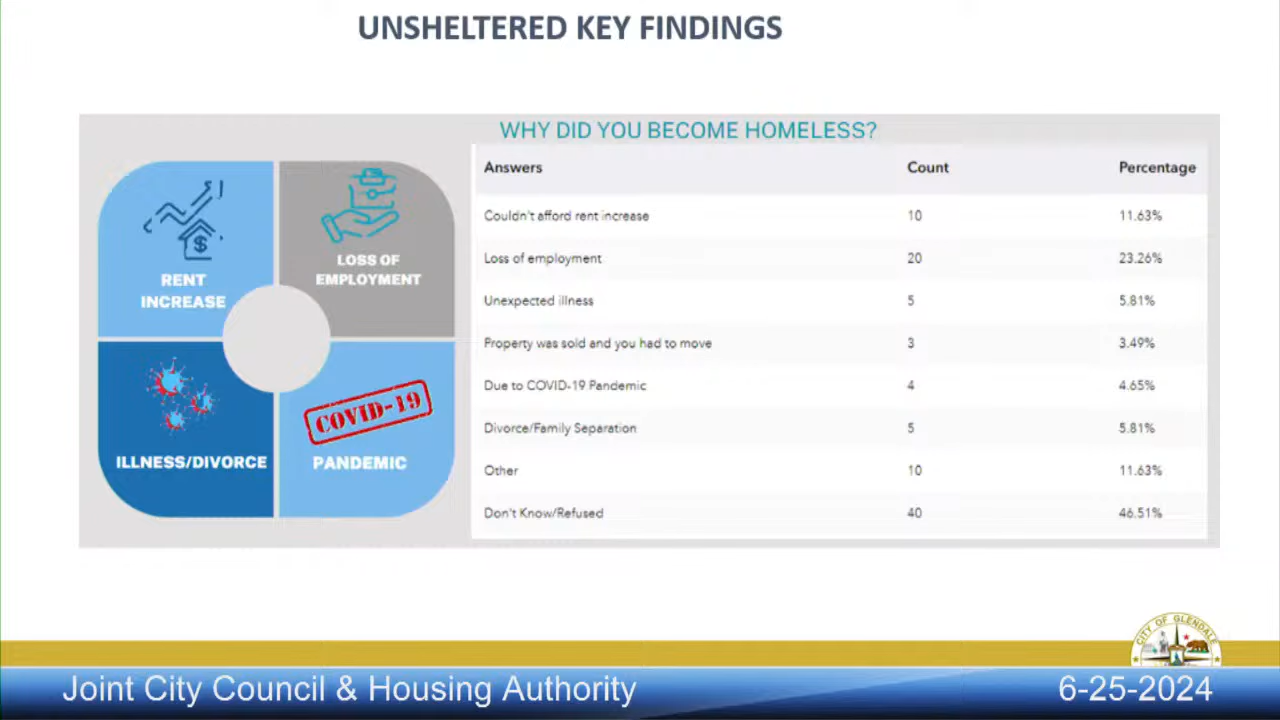 UNSHELTERED KEY FINDINGS
WHY DID YOU BECOME HOMELESS?
RENT
INCREASE
LOSS OF
EMPLOYMENT
ILLNESS/DIVORCE
COVID-19
PANDEMIC
Answers Count Percentage
Couldn't afford rent increase 10 11.63%
Loss of employment 20 23.26%
Unexpected illness 5 5.81%
Property was sold and you had to move 3 3.49%
Due to COVID-19 Pandemic 4 4.65%
Divorce/Family Separation 5 5.81%
Other 10 11.63%
Don't Know/Refused 40 46.51%
CITY OF GLENDALE
Joint City Council & Housing Authority 6-25-2024